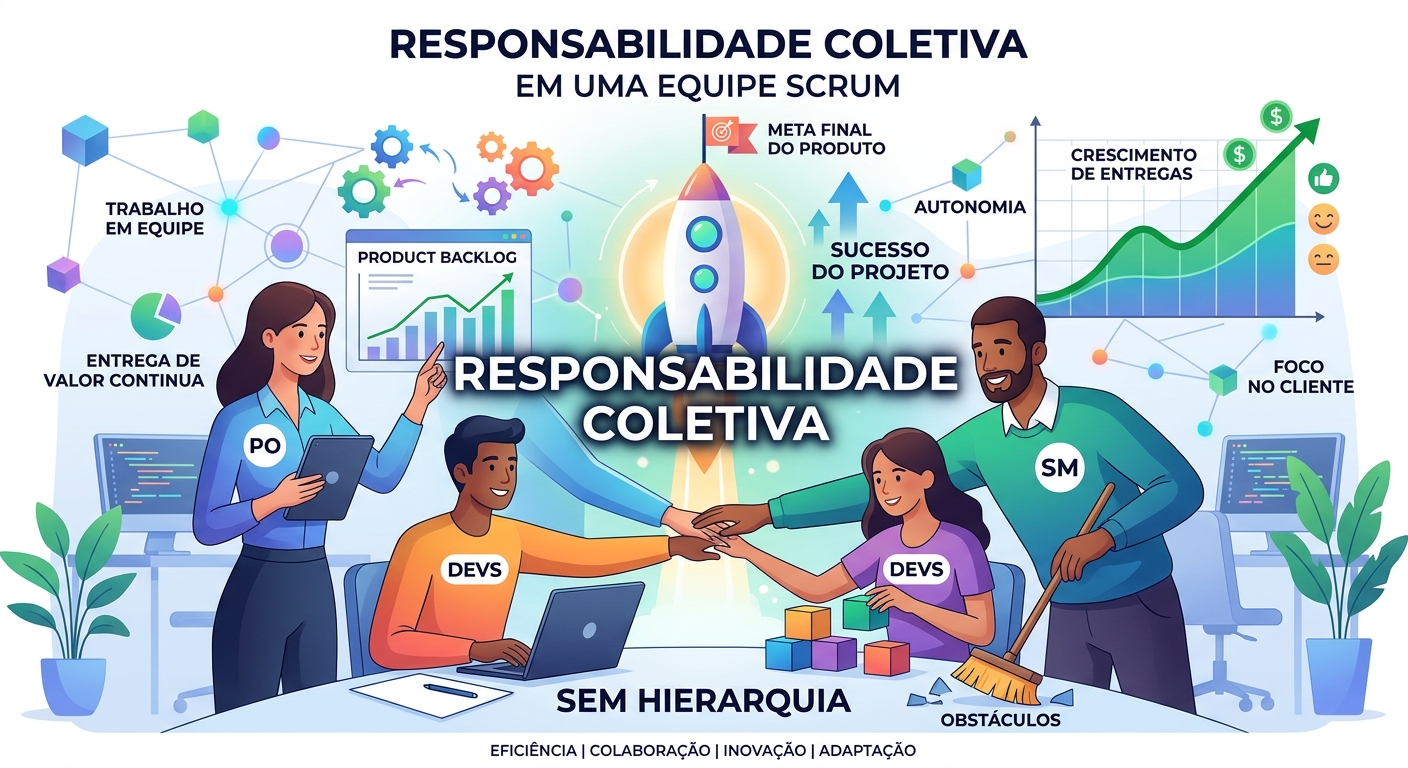 RESPONSABILIDADE COLETIVA
EM UMA EQUIPE SCRUM
META FINAL
DO PRODUTO
CRESCIMENTO
DE ENTREGAS
$
$
TRABALHO
EM EQUIPE
AUTONOMIA
PRODUCT BACKLOG
SUCESSO
DO PROJETO
ENTREGA DE
VALOR CONTINUA
RESPONSABILIDADE
COLETIVA
FOCO
NO CLIENTE
PO
SM
DEVS
DEVS
SEM HIERARQUIA
OBSTÁCULOS
EFICIÊNCIA | COLABORAÇÃO | INOVAÇÃO | ADAPTAÇÃO